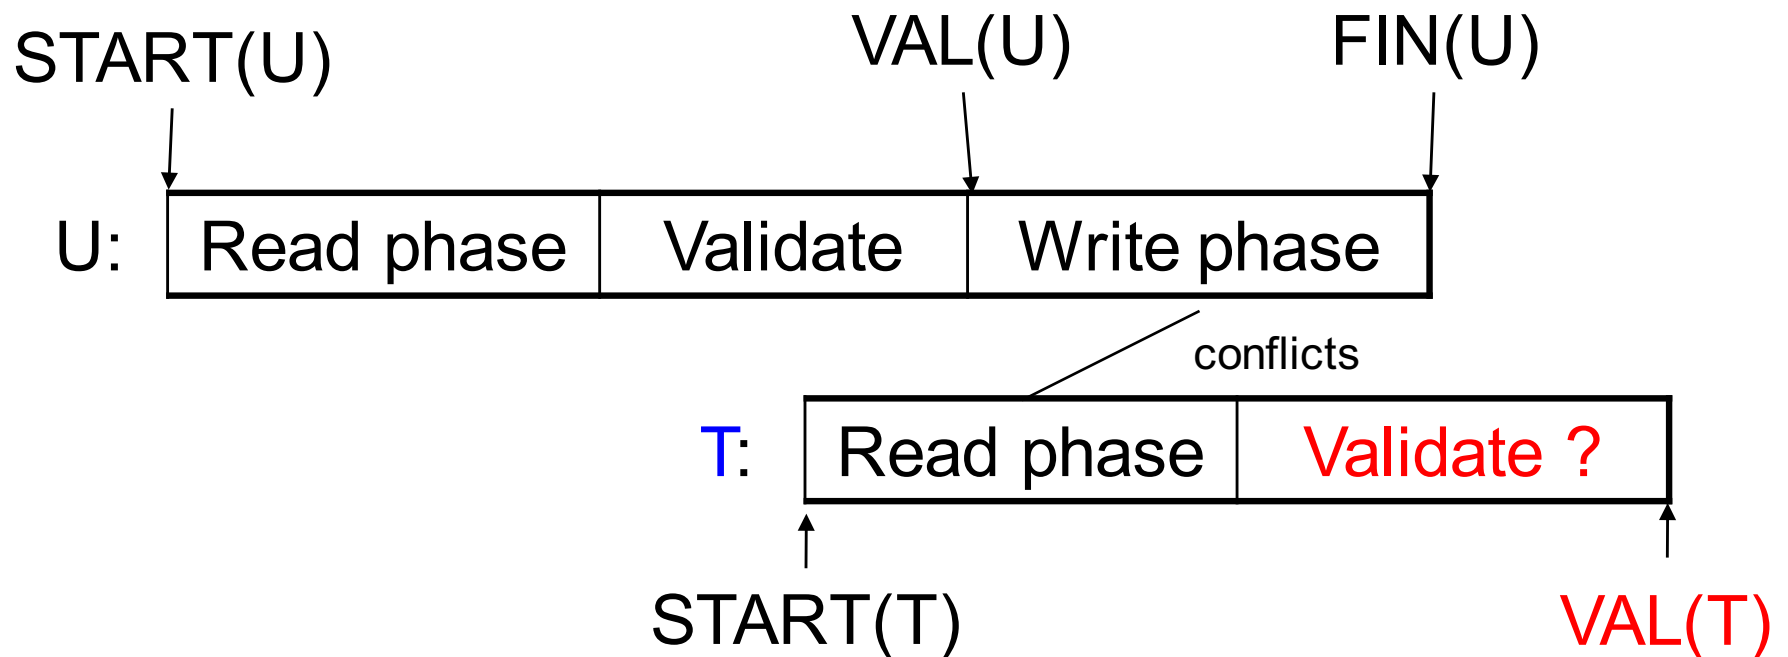 START(U) VAL(U) FIN(U)
U: Read phase Validate Write phase
conflicts
T: Read phase Validate ?
START(T) VAL(T)